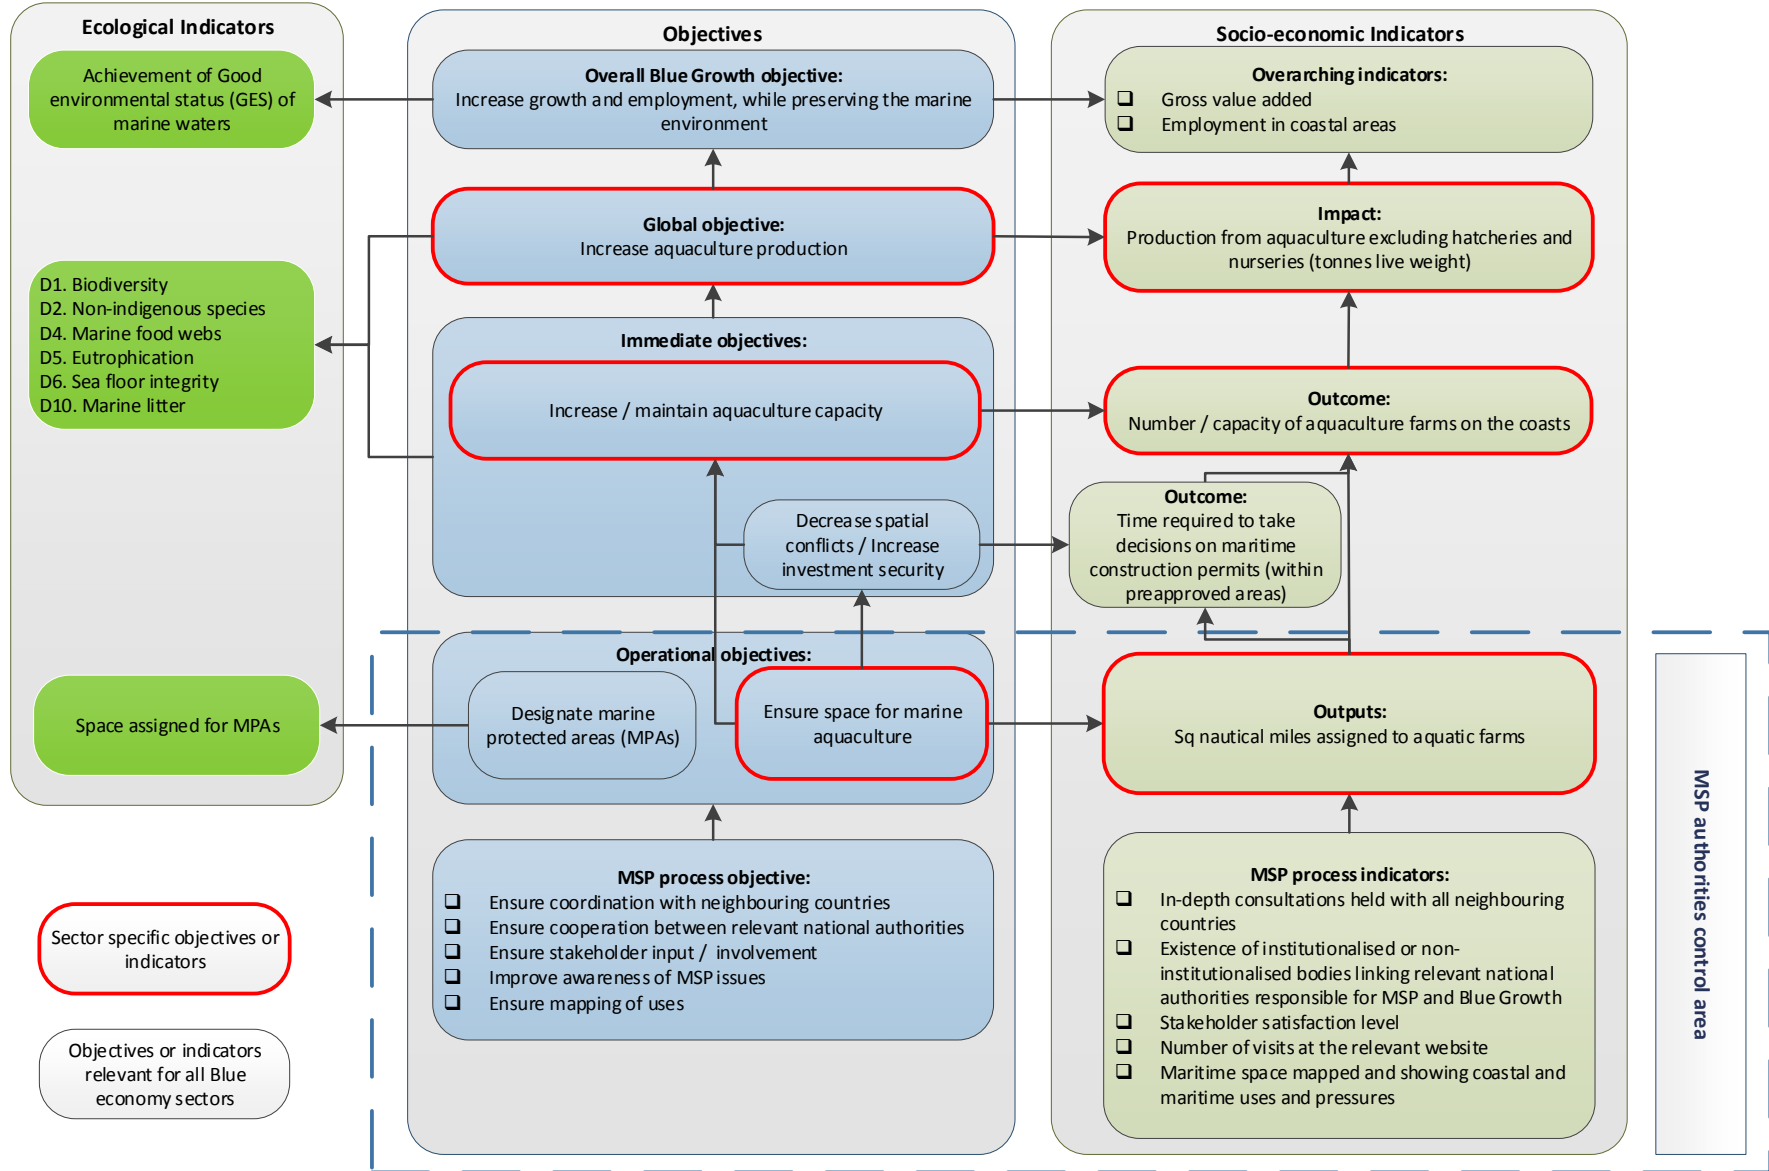 Ecological Indicators
Achievement of Good
environmental status (GES) of
marine waters
D1. Biodiversity
D2. Non-indigenous species
D4. Marine food webs
D5. Eutrophication
D6. Sea floor integrity
D10. Marine litter
Space assigned for MPAs
Sector specific objectives or
indicators
Objectives or indicators
relevant for all Blue
economy sectors
Objectives
Overall Blue Growth objective:
Increase growth and employment, while preserving the marine
environment
Global objective:
Increase aquaculture production
Immediate objectives:
Increase / maintain aquaculture capacity
Decrease spatial
conflicts / Increase
investment security
Operational objectives:
Designate marine
protected areas (MPAs)
Ensure space for marine
aquaculture
MSP process objective:
❑ Ensure coordination with neighbouring countries
❑ Ensure cooperation between relevant national authorities
❑ Ensure stakeholder input / involvement
❑ Improve awareness of MSP issues
❑ Ensure mapping of uses
Socio-economic Indicators
Overarching indicators:
❑ Gross value added
❑ Employment in coastal areas
Impact:
Production from aquaculture excluding hatcheries and
nurseries (tonnes live weight)
Outcome:
Number / capacity of aquaculture farms on the coasts
Outcome:
Time required to take
decisions on maritime
construction permits (within
preapproved areas)
Outputs:
Sq nautical miles assigned to aquatic farms
MSP process indicators:
❑ In-depth consultations held with all neighbouring
countries
❑ Existence of institutionalised or non-
institutionalised bodies linking relevant national
authorities responsible for MSP and Blue Growth
❑ Stakeholder satisfaction level
❑ Number of visits at the relevant website
❑ Maritime space mapped and showing coastal and
maritime uses and pressures
MSP authorities control area